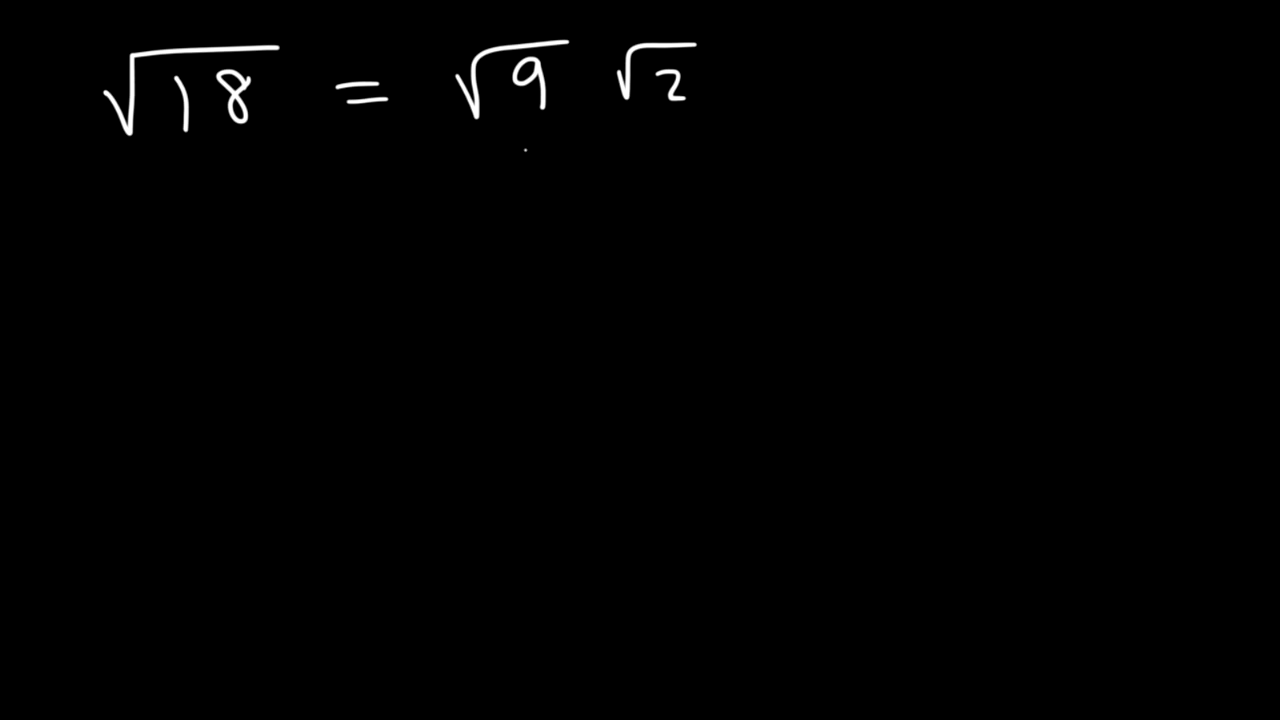 √18 = √9 √2